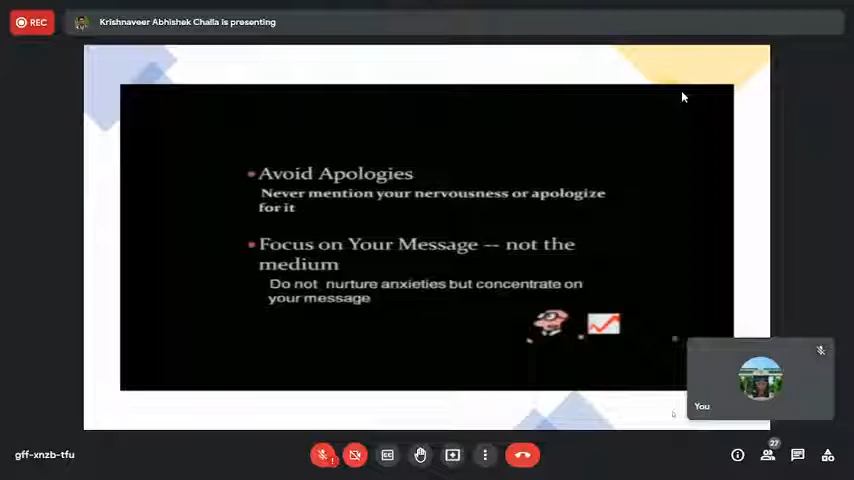 REC
Krishnaveer Abhishek Challa is presenting
Avoid Apologies
Never mention your nervousness or apologize
for it
Focus on Your Message -- not the
medium
Do not nurture anxieties but concentrate on
your message
You
gff-xnzb-tfu
27